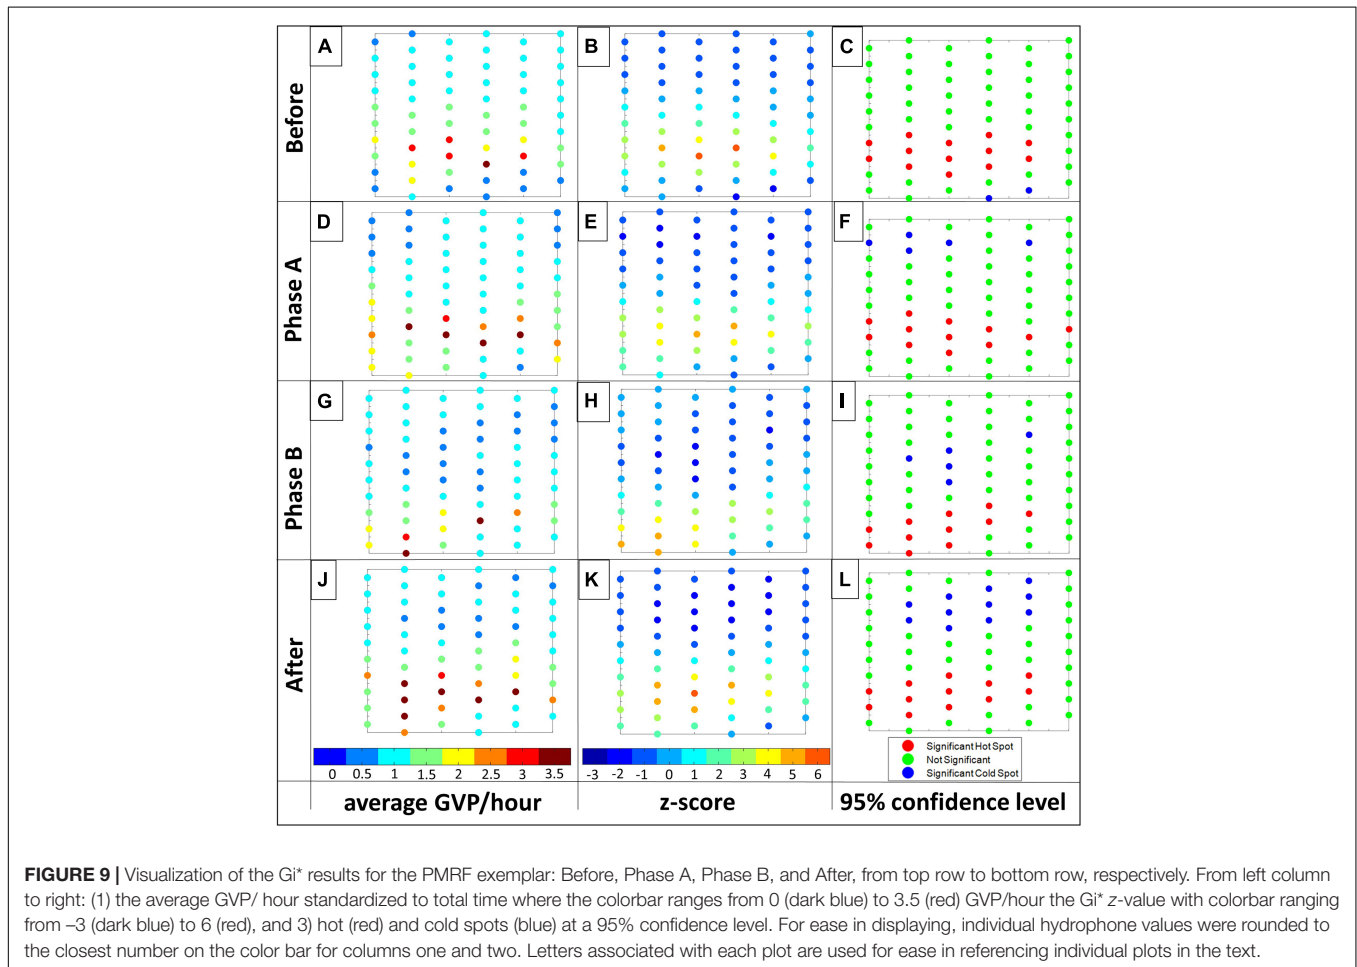 A
B
C
Before
D
E
F
Phase A
G
H
I
Phase B
J
K
L
After
0 0.5 1 1.5 2 2.5 3 3.5
-3 -2 -1 0 1 2 3 4 5 6
Significant Hot Spot
Not Significant
Significant Cold Spot
average GVP/hour
z-score
95% confidence level
FIGURE 9 | Visualization of the Gi* results for the PMRF exemplar: Before, Phase A, Phase B, and After, from top row to bottom row, respectively. From left column
to right: (1) the average GVP/ hour standardized to total time where the colorbar ranges from 0 (dark blue) to 3.5 (red) GVP/hour the Gi* z-value with colorbar ranging
from –3 (dark blue) to 6 (red), and 3) hot (red) and cold spots (blue) at a 95% confidence level. For ease in displaying, individual hydrophone values were rounded to
the closest number on the color bar for columns one and two. Letters associated with each plot are used for ease in referencing individual plots in the text.